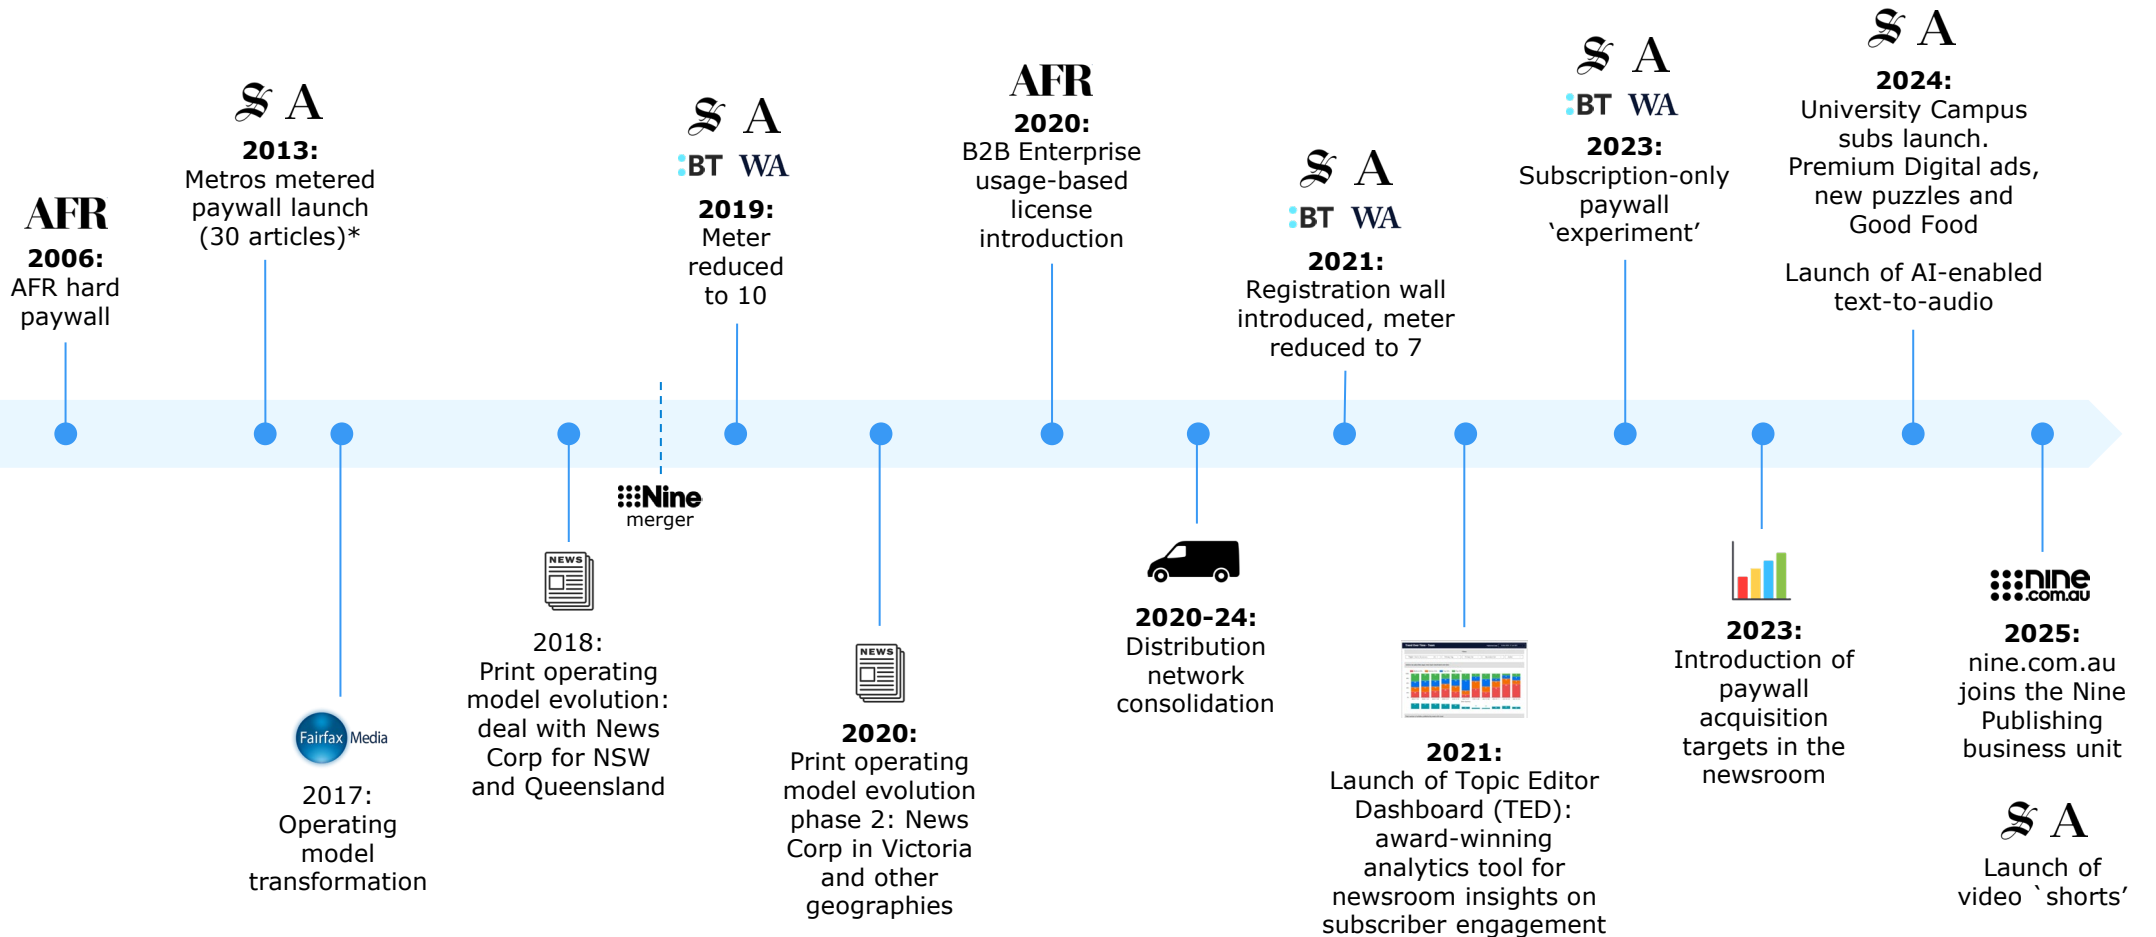 AFR
2006:
AFR hard
paywall
S A
2013:
Metros metered
paywall launch
(30 articles)*
Fairfax Media
2017:
Operating
model
transformation
NEWS
2018:
Print operating
model evolution:
deal with News
Corp for NSW
and Queensland
Nine
merger
S A
:BT WA
2019:
Meter
reduced
to 10
NEWS
2020:
Print operating
model evolution
phase 2: News
Corp in Victoria
and other
geographies
AFR
2020:
B2B Enterprise
usage-based
license
introduction
2020-24:
Distribution
network
consolidation
S A
:BT WA
2021:
Registration wall
introduced, meter
reduced to 7
2021:
Launch of Topic Editor
Dashboard (TED):
award-winning
analytics tool for
newsroom insights on
subscriber engagement
S A
:BT WA
2023:
Subscription-only
paywall
‘experiment’
2023:
Introduction of
paywall
acquisition
targets in the
newsroom
S A
2024:
University Campus
subs launch.
Premium Digital ads,
new puzzles and
Good Food
Launch of AI-enabled
text-to-audio
nine
.com.au
2025:
nine.com.au
joins the Nine
Publishing
business unit
S A
Launch of
video `shorts’